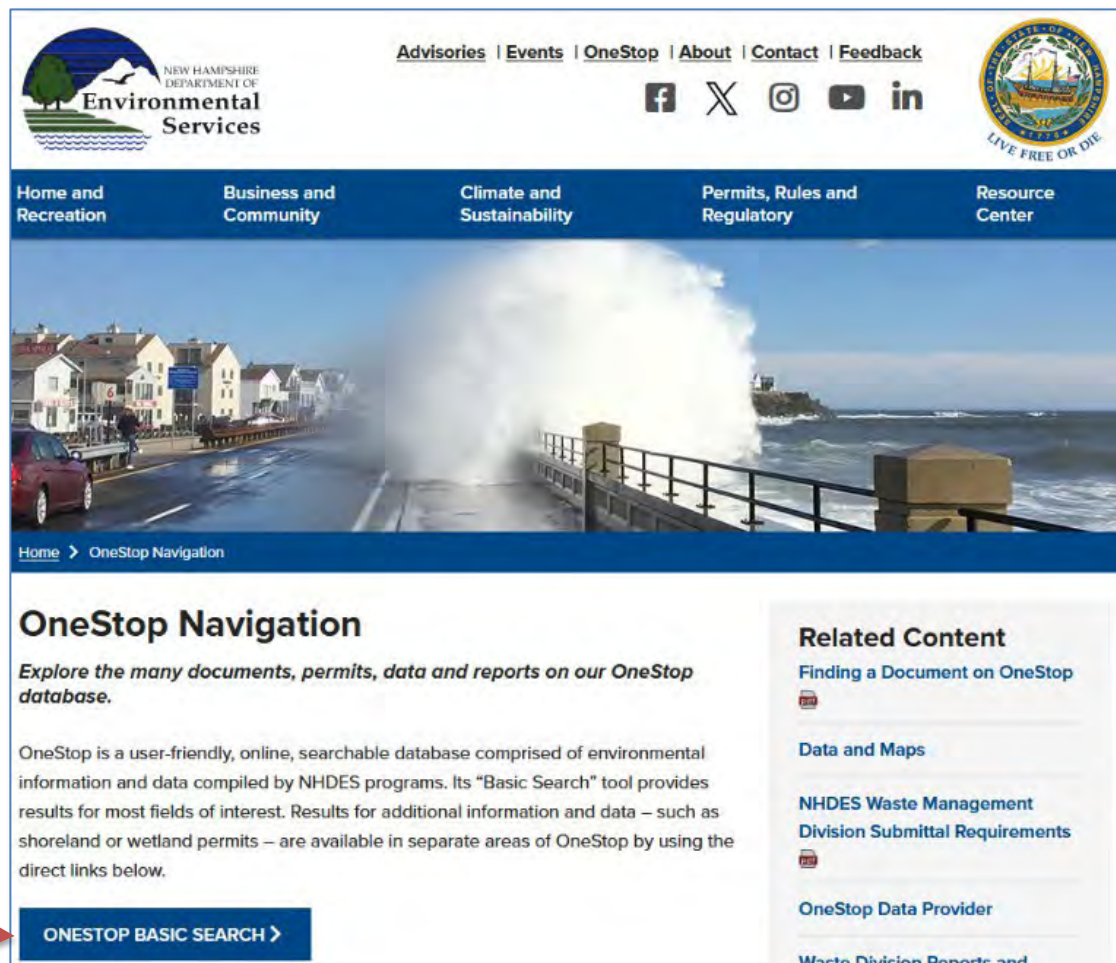 NEW HAMPSHIRE
DEPARTMENT OF
Environmental
Services
Advisories | Events | OneStop | About | Contact | Feedback
LIVE FREE OR DIE
Home and
Recreation
Business and
Community
Climate and
Sustainability
Permits, Rules and
Regulatory
Resource
Center
Home > OneStop Navigation
OneStop Navigation
Explore the many documents, permits, data and reports on our OneStop
database.
OneStop is a user-friendly, online, searchable database comprised of environmental
information and data compiled by NHDES programs. Its “Basic Search” tool provides
results for most fields of interest. Results for additional information and data – such as
shoreland or wetland permits – are available in separate areas of OneStop by using the
direct links below.
ONESTOP BASIC SEARCH >
Related Content
Finding a Document on OneStop
Data and Maps
NHDES Waste Management
Division Submittal Requirements
OneStop Data Provider
Waste Division Reports and